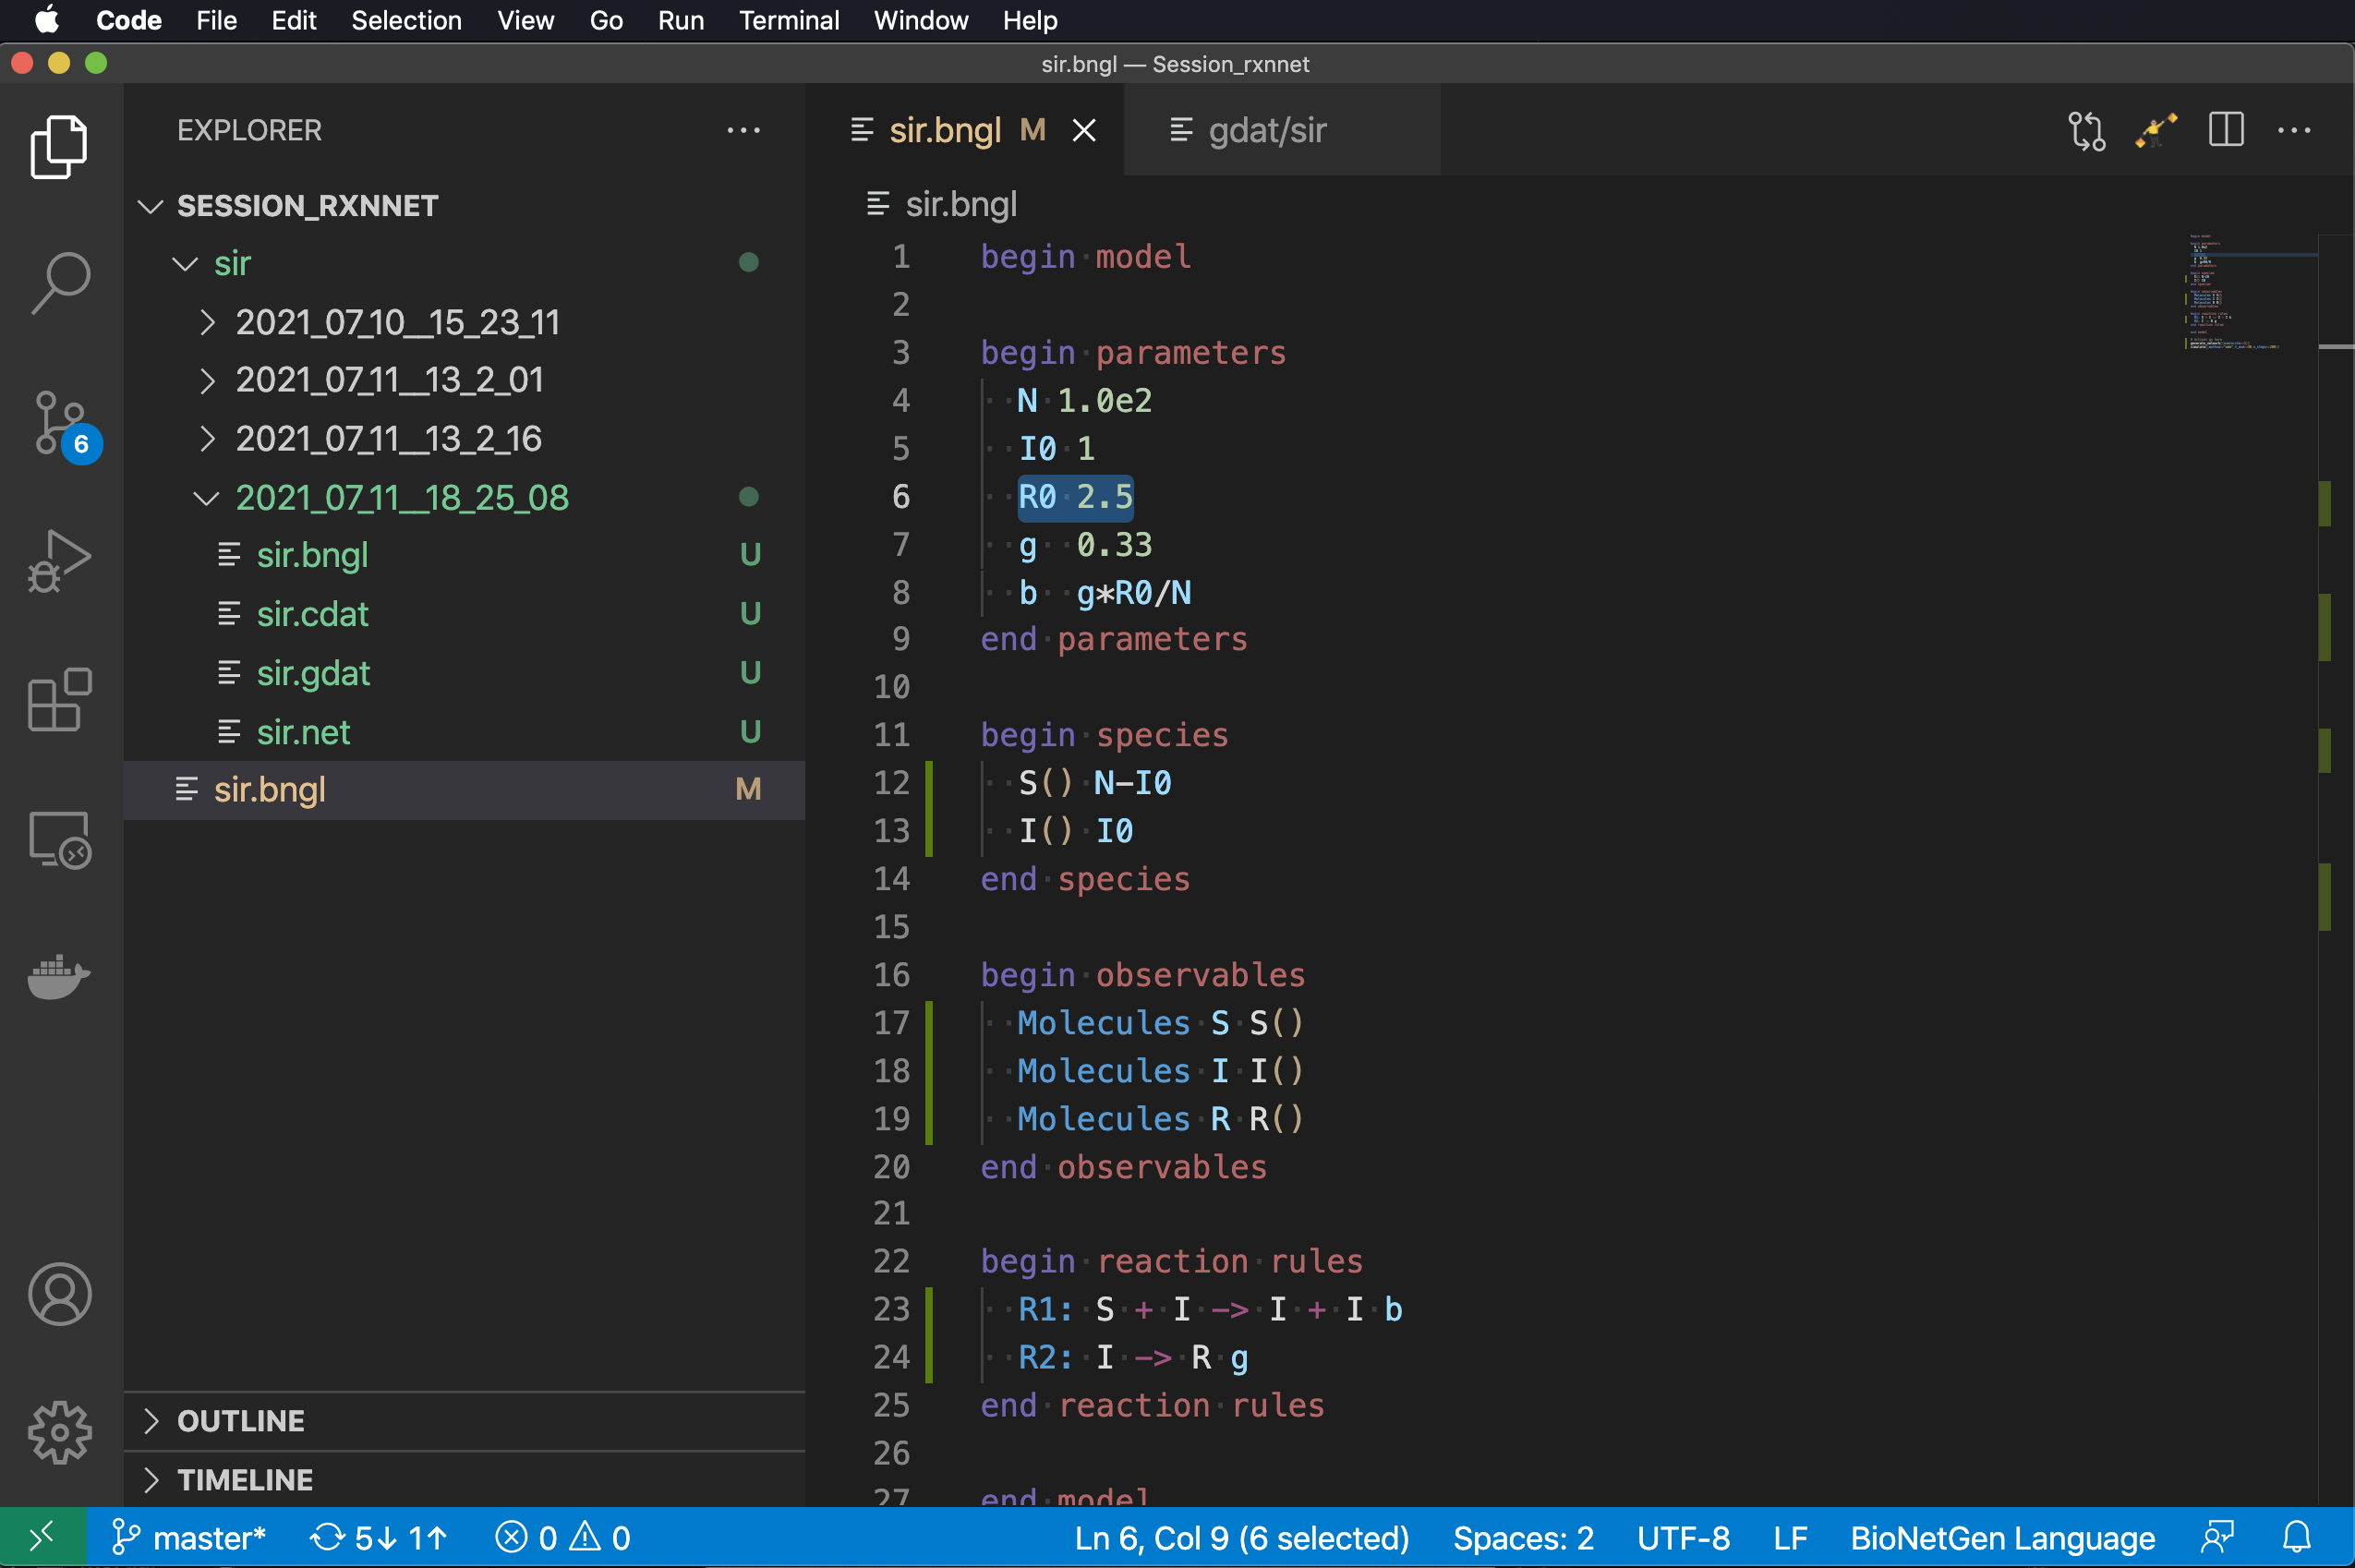 Code File Edit Selection View Go Run Terminal Window Help
sir.bngl — Session_rxnnet
EXPLORER
SESSION_RXNNET
sir
2021_07_10__15_23_11
2021_07_11__13_2_01
2021_07_11__13_2_16
2021_07_11__18_25_08
sir.bngl U
sir.cdat U
sir.gdat U
sir.net U
sir.bngl M
OUTLINE
TIMELINE
6
sir.bngl M
gdat/sir
sir.bngl
1 begin model
2
3 begin parameters
4 N 1.0e2
5 I0 1
6 R0 2.5
7 g 0.33
8 b g*R0/N
9 end parameters
10
11 begin species
12 S() N-I0
13 I() I0
14 end species
15
16 begin observables
17 Molecules S S()
18 Molecules I I()
19 Molecules R R()
20 end observables
21
22 begin reaction rules
23 R1: S + I -> I + I b
24 R2: I -> R g
25 end reaction rules
26
27 end model
master* 5↓ 1↑ 0 0 Ln 6, Col 9 (6 selected) Spaces: 2 UTF-8 LF BioNetGen Language